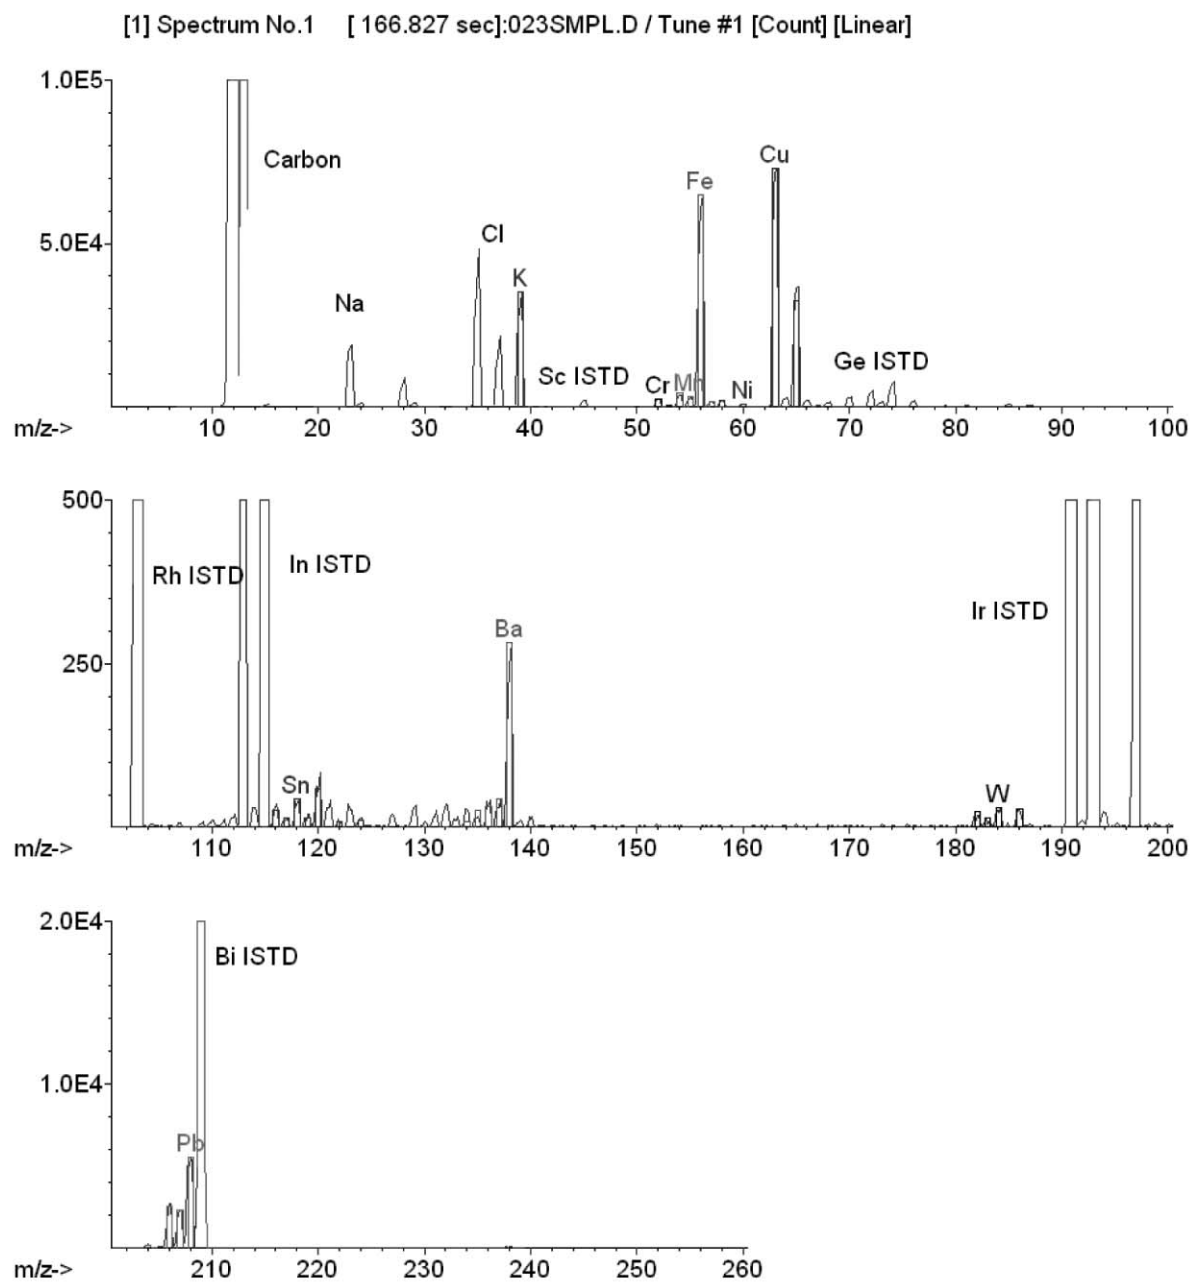 [1] Spectrum No.1 [ 166.827 sec]:023SMPL.D / Tune #1 [Count] [Linear]
1.0E5
Carbon
Cu
Fe
5.0E4
Cl
K
Na
Sc ISTD
Cr
Mn
Ni
Ge ISTD
m/z-> 10 20 30 40 50 60 70 80 90 100
500
Rh ISTD
In ISTD
Ir ISTD
Ba
250
Sn
W
m/z-> 110 120 130 140 150 160 170 180 190 200
2.0E4
Bi ISTD
1.0E4
Pb
m/z-> 210 220 230 240 250 260